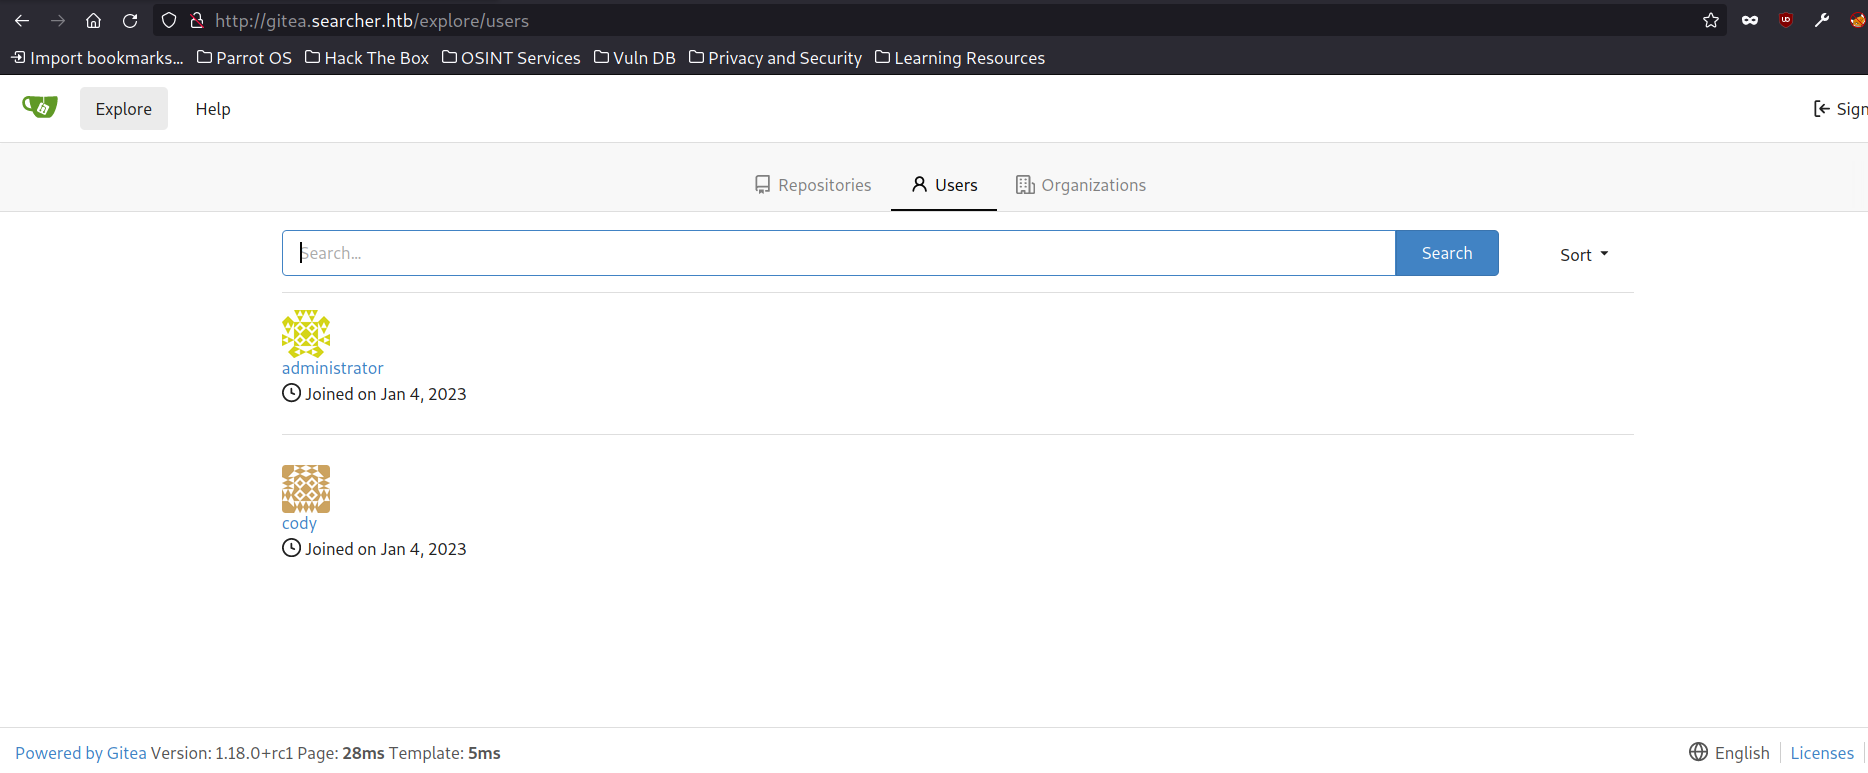 http://gitea.searcher.htb/explore/users
Import bookmarks... Parrot OS Hack The Box OSINT Services Vuln DB Privacy and Security Learning Resources
Explore Help Sign
Repositories Users Organizations
Search... Search Sort
administrator
Joined on Jan 4, 2023
cody
Joined on Jan 4, 2023
Powered by Gitea Version: 1.18.0+rc1 Page: 28ms Template: 5ms English Licenses